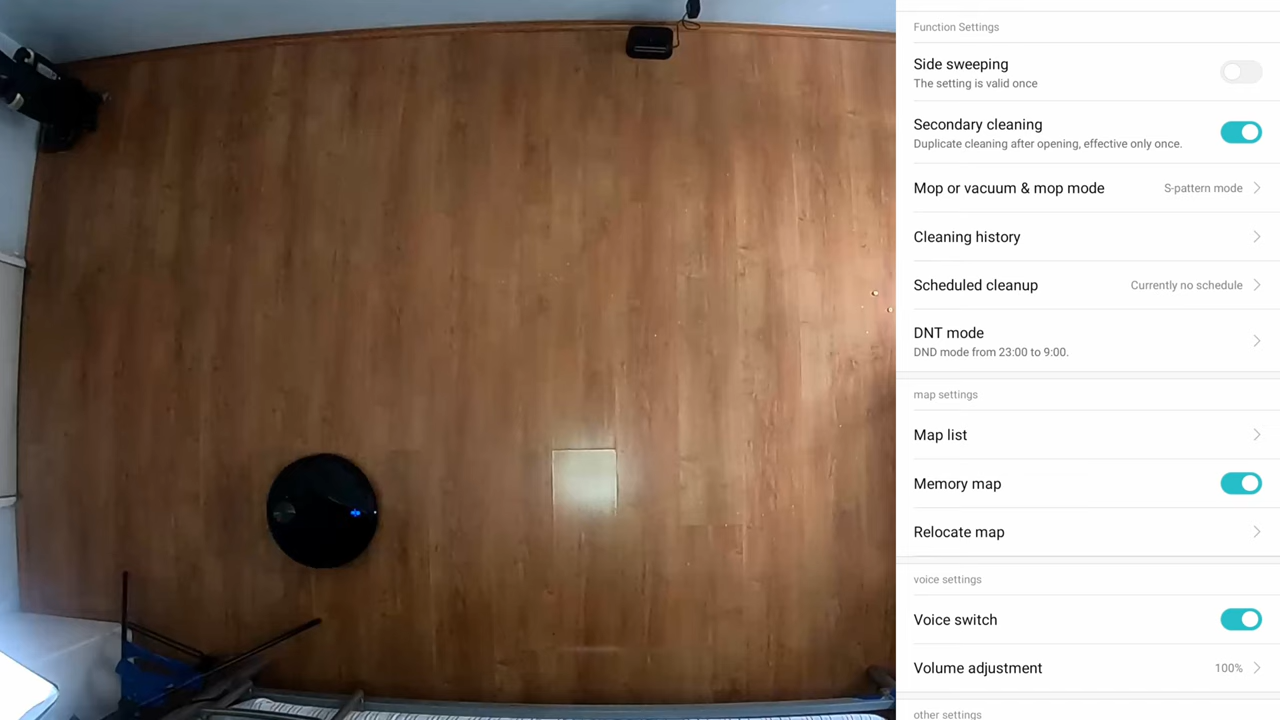 Function Settings
Side sweeping
The setting is valid once
Secondary cleaning
Duplicate cleaning after opening, effective only once.
Mop or vacuum & mop mode
S-pattern mode
Cleaning history
Scheduled cleanup
Currently no schedule
DNT mode
DND mode from 23:00 to 9:00.
map settings
Map list
Memory map
Relocate map
voice settings
Voice switch
Volume adjustment
100%
other settings